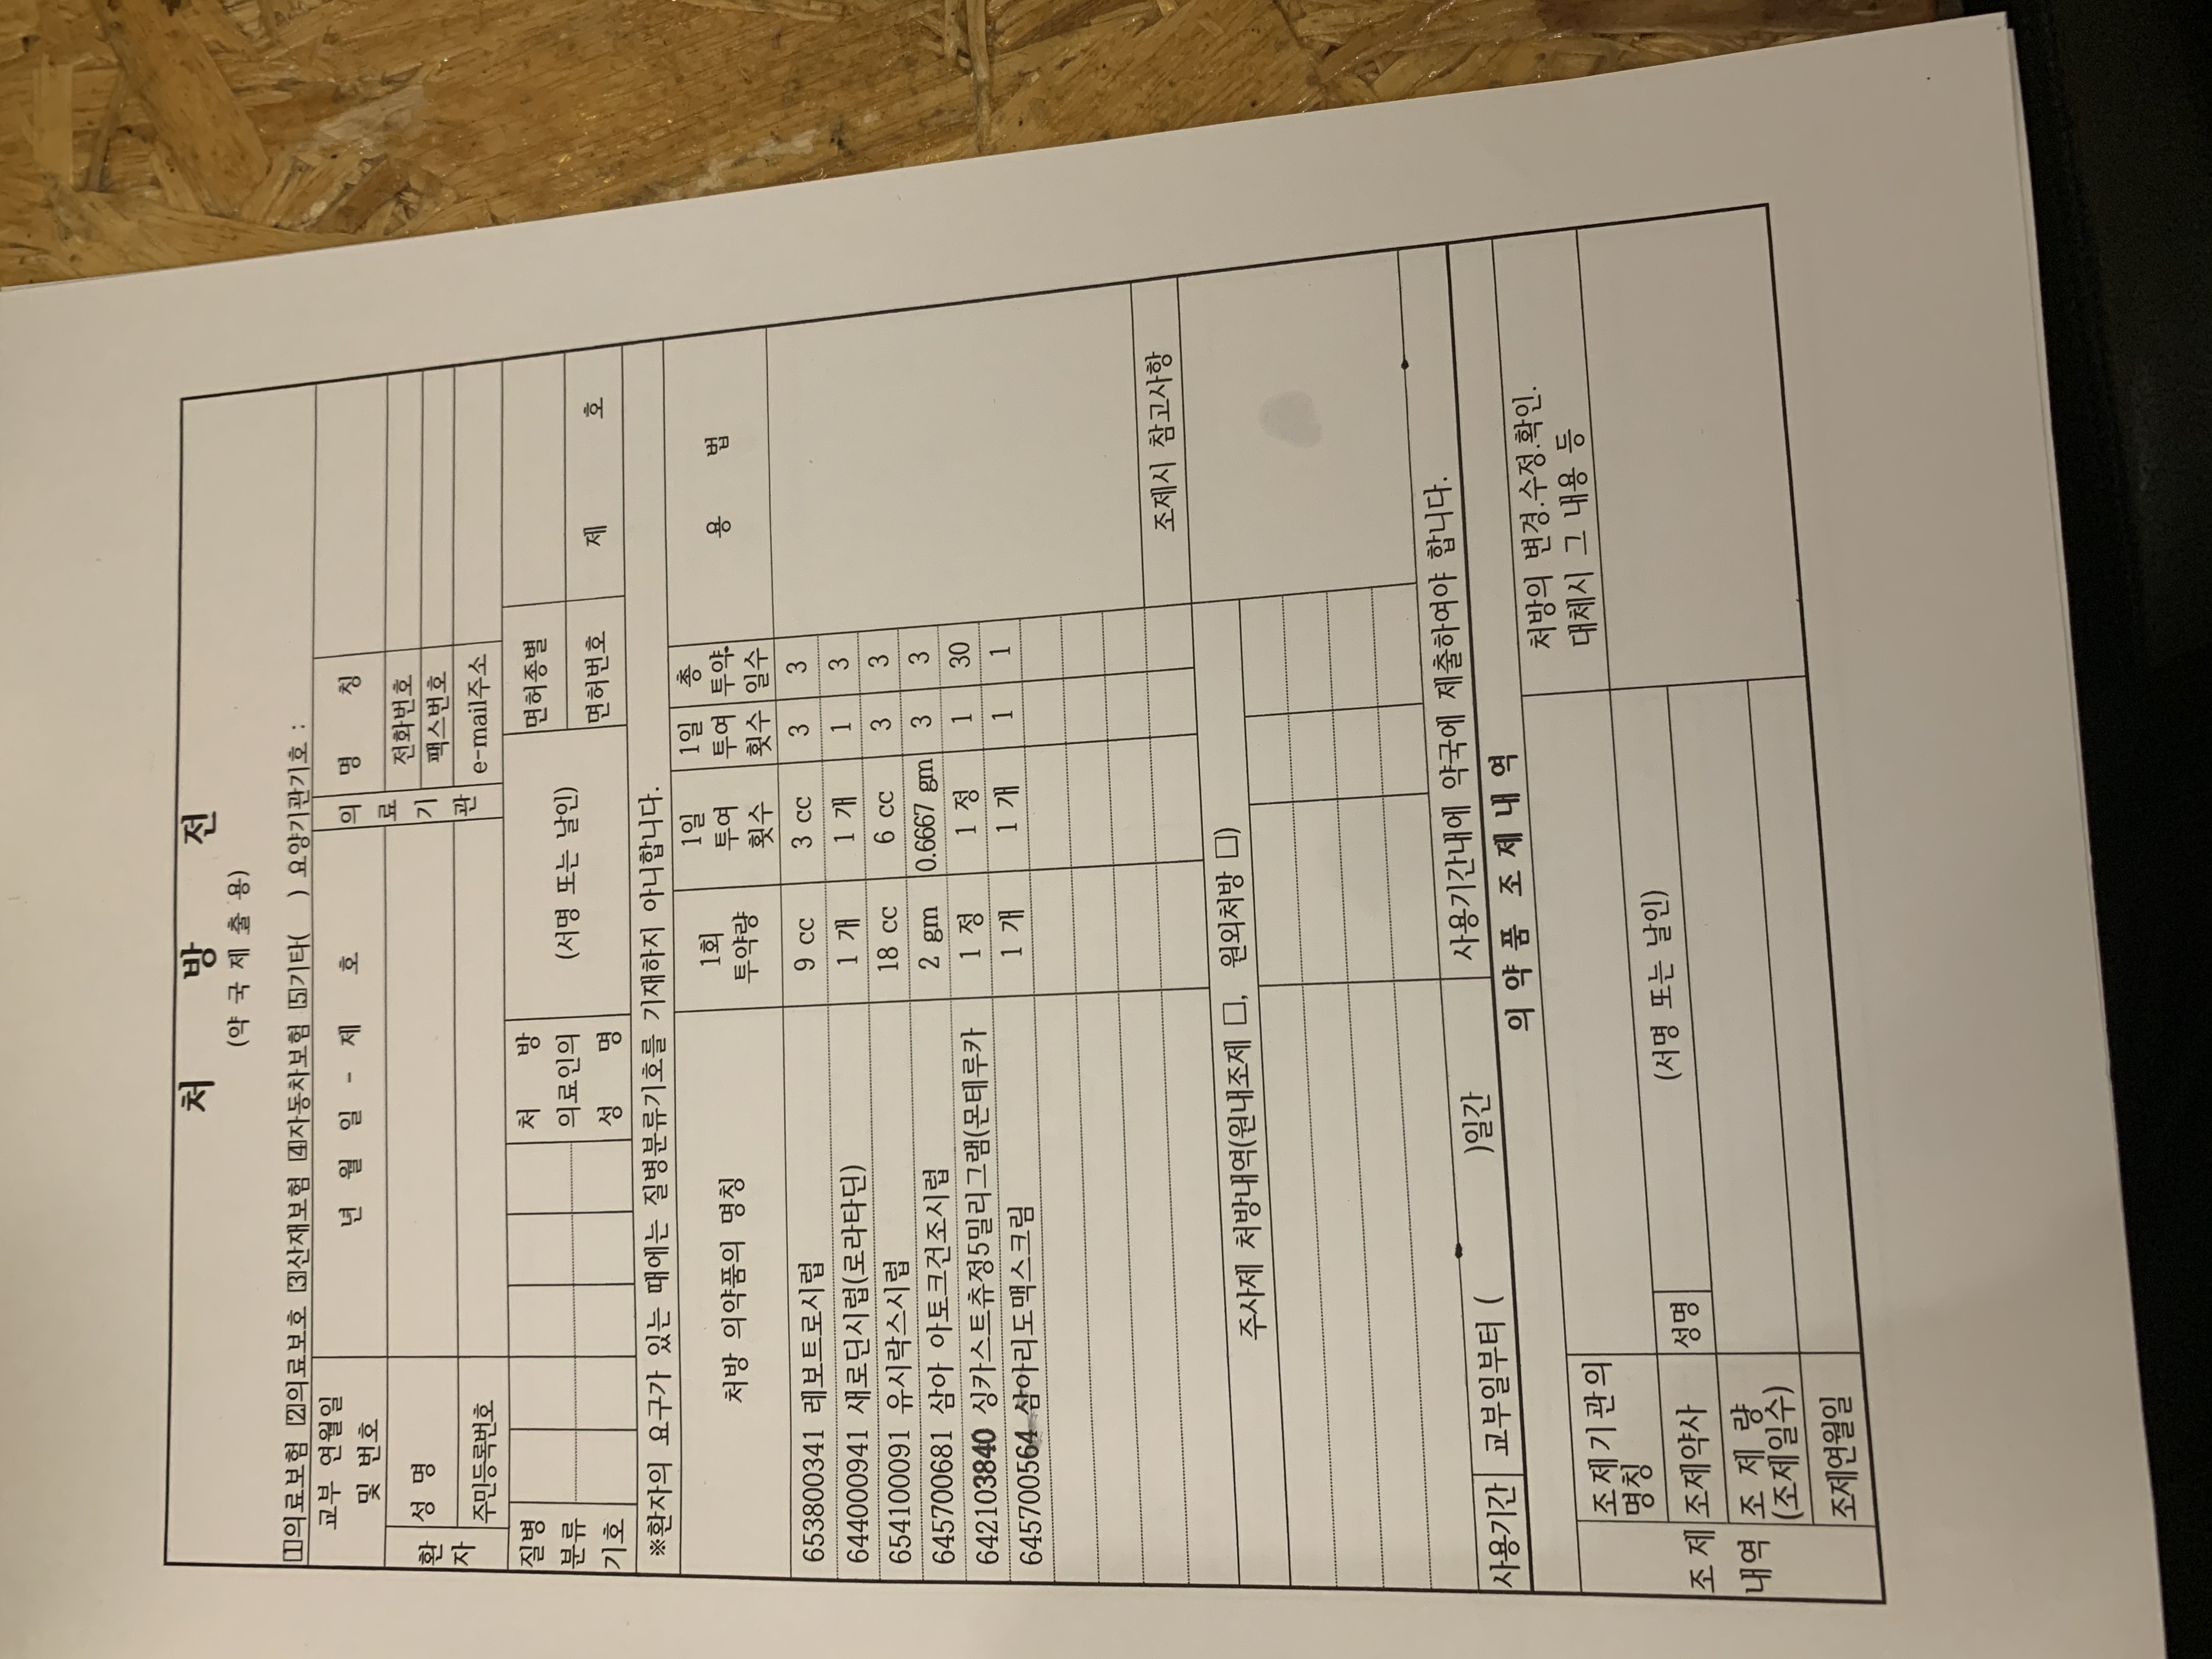 처 방 전
(약 국 제 출 용)
1의료보험 2의료보호 3산재보험 4자동차보험 5기타( ) 요양기관기호 :
교부 연월일 및 번호 년 월 일 - 제 호
의료기관 명 칭
전화번호
팩스번호
e-mail주소
환자 성 명
주민등록번호
질병분류기호
처 방 의료인의 성 명 (서명 또는 날인)
면허종별
면허번호 제 호
※환자의 요구가 있는 때에는 질병분류기호를 기재하지 아니합니다.
처방 의약품의 명칭 1회 투약량 1일 투여 횟수 1일 투여 횟수 총 투약 일수 용 법
653800341 레보트로시럽 9 cc 3 cc 3 3
644000941 새로딘시럽(로라타딘) 1 개 1 개 1 3
654100091 유시락스시럽 18 cc 6 cc 3 3
645700681 삼아 아토크건조시럽 2 gm 0.6667 gm 3 3
642103840 싱카스트츄정5밀리그램(몬테루카 1 정 1 정 1 30
645700564 삼아리도맥스크림 1 개 1 개 1 1
조제시 참고사항
주사제 처방내역(원내조제 □, 원외처방 □)
사용기간 교부일부터 ( )일간 사용기간내에 약국에 제출하여야 합니다.
의 약 품 조 제 내 역
처방의 변경.수정.확인.
대체시 그 내용 등
조 제 내역
조제기관의 명칭
조제약사 성명 (서명 또는 날인)
조 제 량
(조제일수)
조제연월일